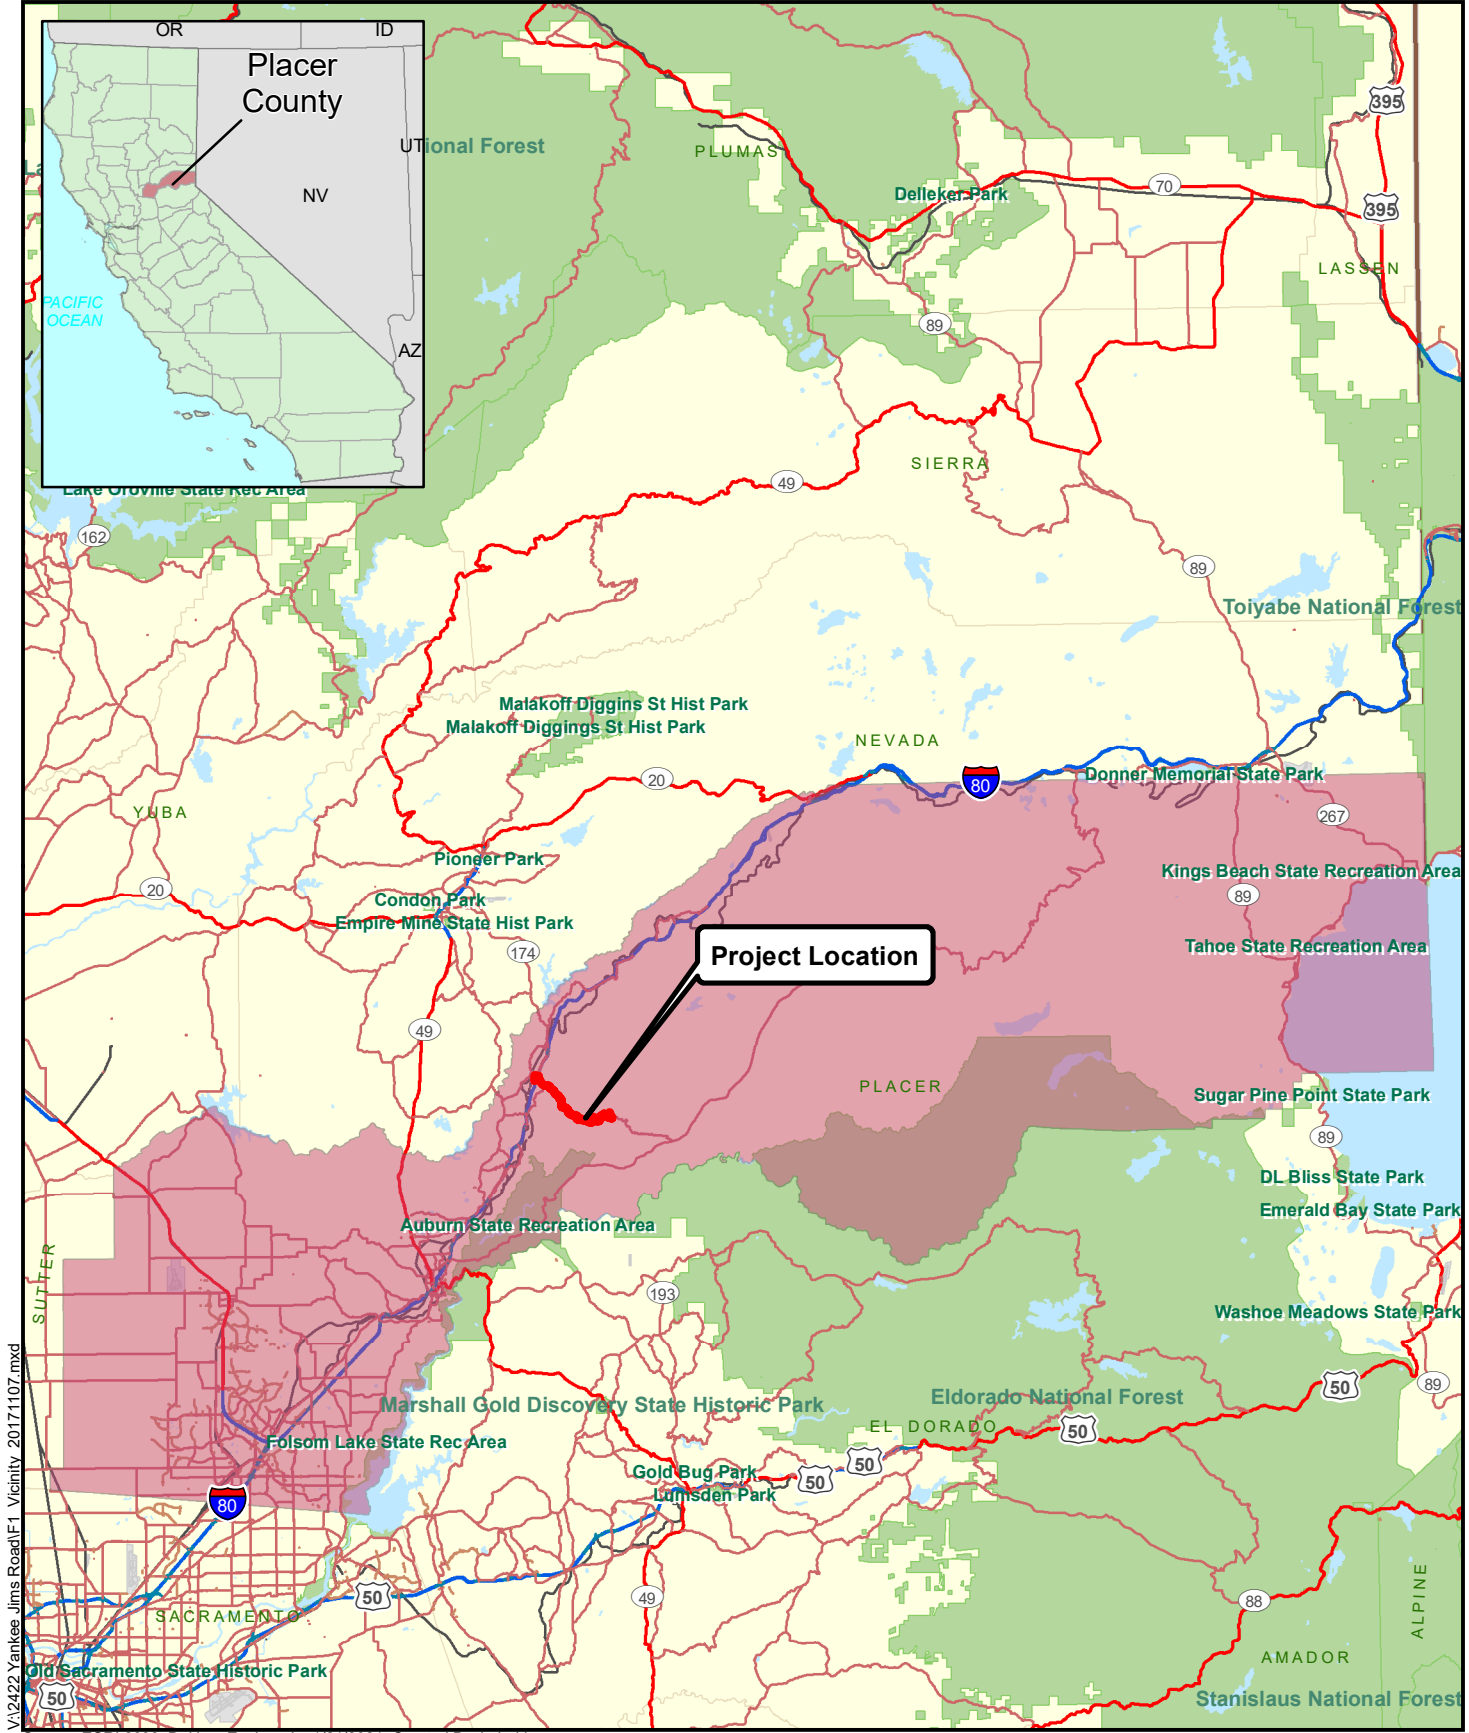 OR
ID
Placer
County
UT
ional Forest
NV
PACIFIC
OCEAN
AZ
PLUMAS
Delleker Park
70
395
395
LASSEN
89
SIERRA
49
Lake Oroville State Rec Area
162
89
Toiyabe National Forest
Malakoff Diggins St Hist Park
Malakoff Diggings St Hist Park
NEVADA
20
80
Donner Memorial State Park
YUBA
267
Pioneer Park
Kings Beach State Recreation Area
20
Condon Park
89
Empire Mine State Hist Park
174
Project Location
Tahoe State Recreation Area
49
PLACER
Sugar Pine Point State Park
89
DL Bliss State Park
Emerald Bay State Park
Auburn State Recreation Area
SUTTER
193
Washoe Meadows State Park
Marshall Gold Discovery State Historic Park
Eldorado National Forest
50
89
EL DORADO
50
Folsom Lake State Rec Area
50
Gold Bug Park
50
Lumsden Park
80
50
49
88
SACRAMENTO
ALPINE
AMADOR
Old Sacramento State Historic Park
50
Stanislaus National Forest
V:\2422 Yankee Jims Road\F1 Vicinity 20171107.mxd